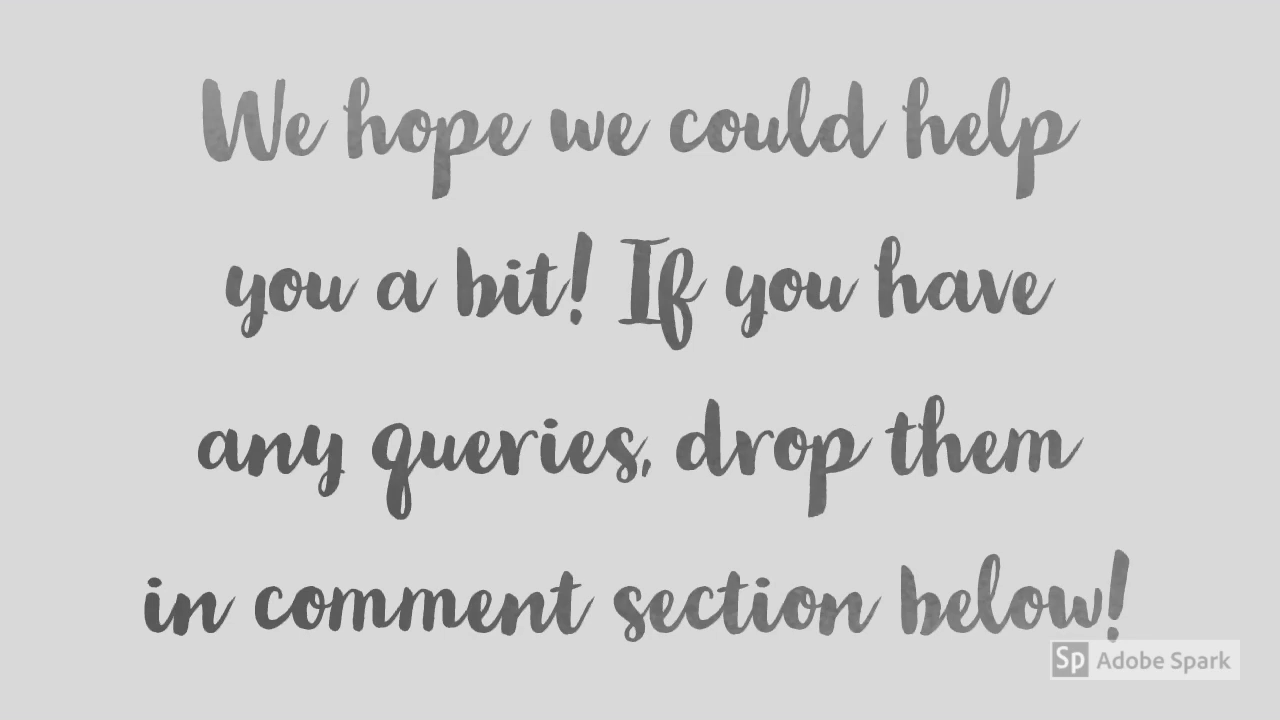 We hope we could help
you a bit! If you have
any queries, drop them
in comment section below!
Sp Adobe Spark